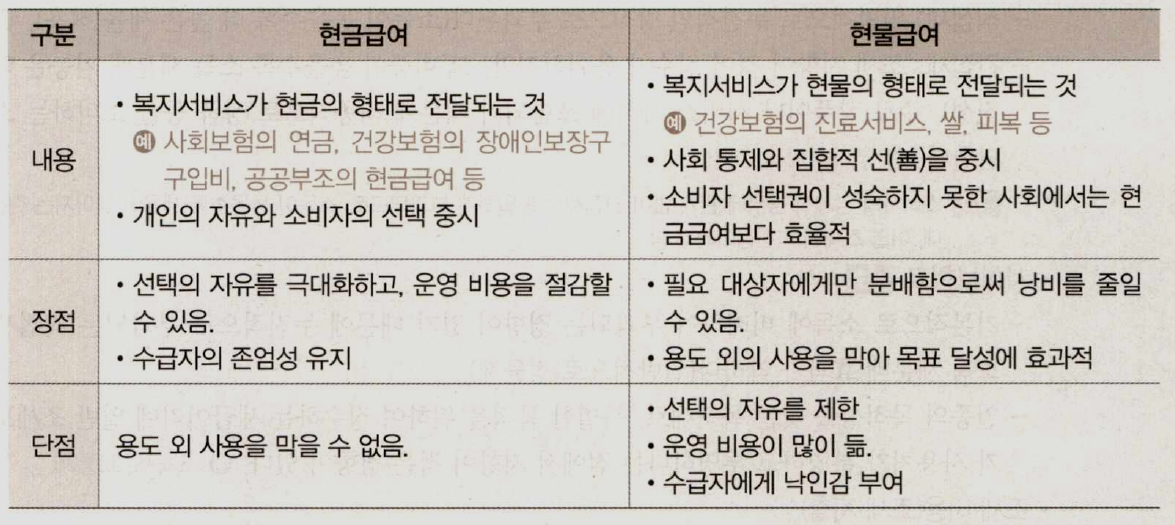 구분
현금급여
현물급여
내용
• 복지서비스가 현금의 형태로 전달되는 것
예 사회보험의 연금, 건강보험의 장애인보장구
구입비, 공공부조의 현금급여 등
• 개인의 자유와 소비자의 선택 중시
• 복지서비스가 현물의 형태로 전달되는 것
예 건강보험의 진료서비스, 쌀, 피복 등
• 사회 통제와 집합적 선(善)을 중시
• 소비자 선택권이 성숙하지 못한 사회에서는 현
금급여보다 효율적
장점
• 선택의 자유를 극대화하고, 운영 비용을 절감할
수 있음.
• 수급자의 존엄성 유지
• 필요 대상자에게만 분배함으로써 낭비를 줄일
수 있음.
• 용도 외의 사용을 막아 목표 달성에 효과적
단점
용도 외 사용을 막을 수 없음.
• 선택의 자유를 제한
• 운영 비용이 많이 듦.
• 수급자에게 낙인감 부여